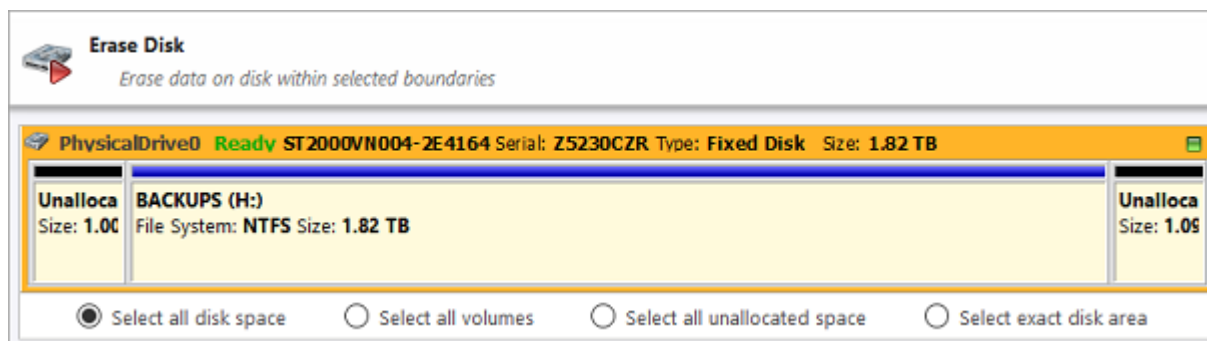 Erase Disk
Erase data on disk within selected boundaries
PhysicalDrive0 Ready ST2000VN004-2E4164 Serial: Z5230CZR Type: Fixed Disk Size: 1.82 TB
Unalloca BACKUPS (H:) Unalloca
Size: 1.00 File System: NTFS Size: 1.82 TB Size: 1.09
Select all disk space Select all volumes Select all unallocated space Select exact disk area